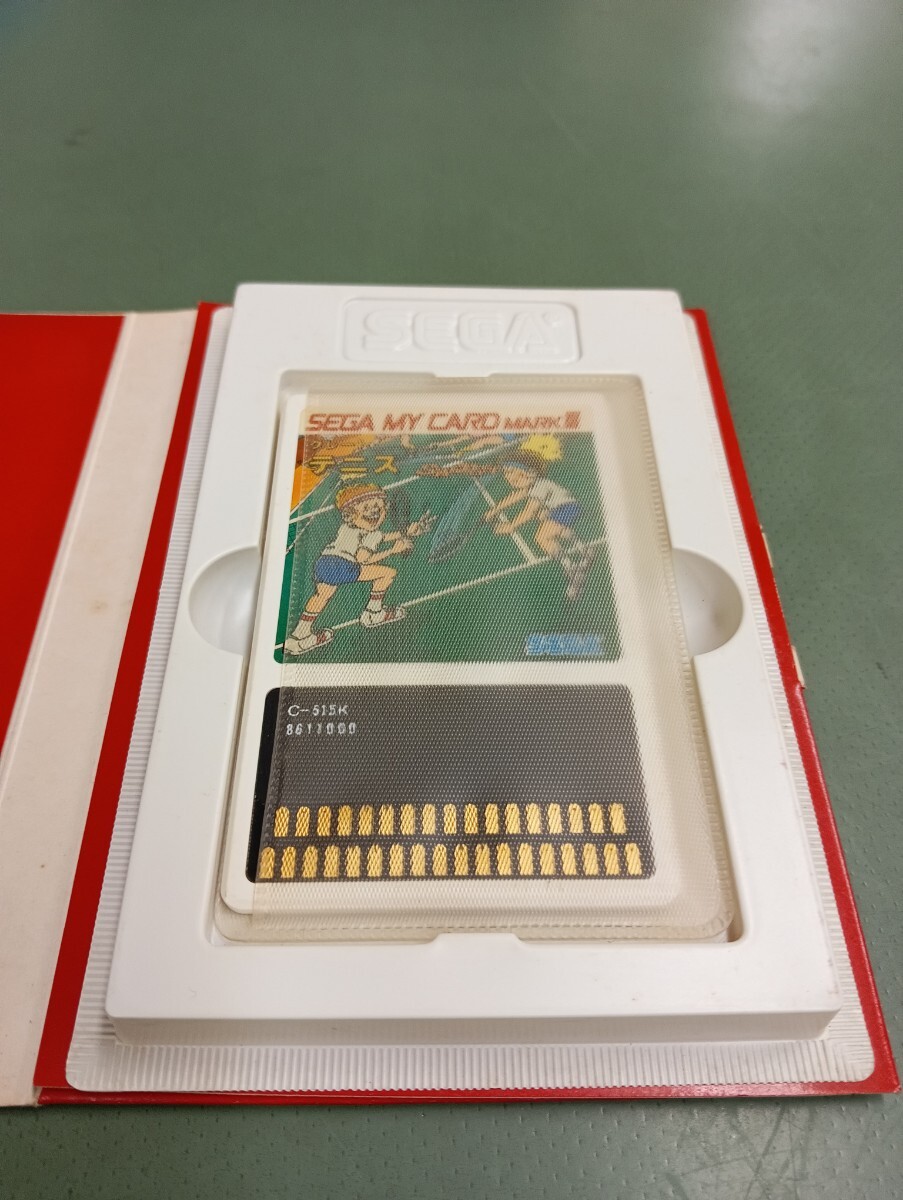 SEGA
SEGA MY CARD MARK III
テニス
SEGA
C-515K
8611000